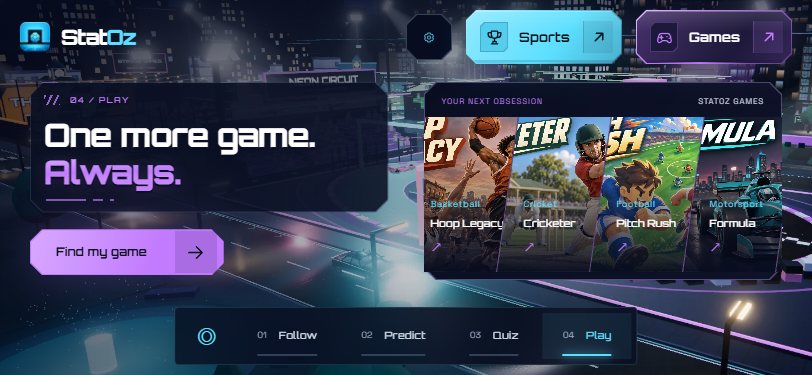 StatOz
Sports
Games
NEON CIRCUIT
TH
04 / PLAY
One more game.
Always.
Find my game
YOUR NEXT OBSESSION
STATOZ GAMES
P
CY
ETER
H
SH
MULA
Basketball
Cricket
Football
Motorsport
Hoop Legacy
Cricketer
Pitch Rush
Formula
01 Follow
02 Predict
03 Quiz
04 Play